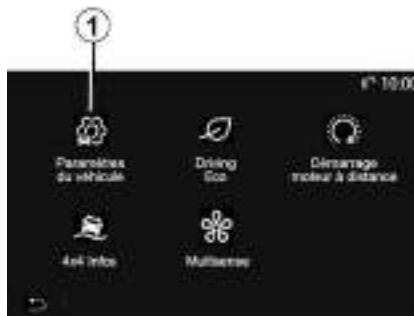 1
10:00
Paramètres
du véhicule
Driving
Eco
Démarrage
moteur à distance
4x4 Infos
Multisense